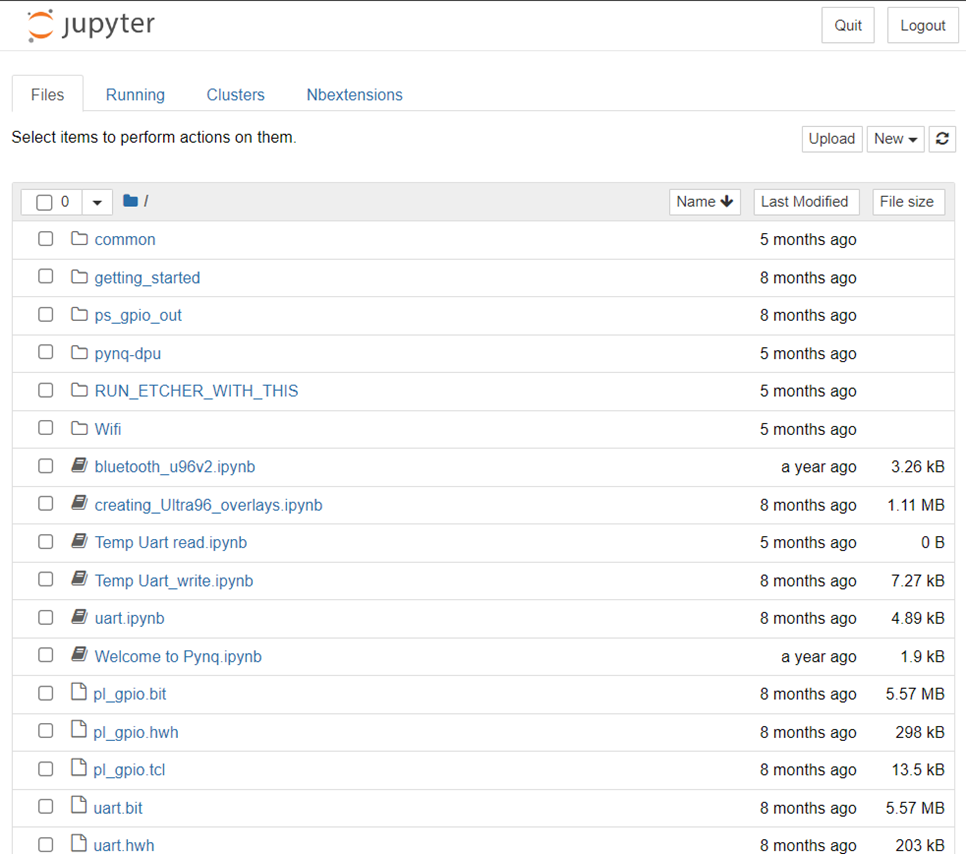 jupyter Quit Logout
Files Running Clusters Nbextensions
Select items to perform actions on them. Upload New
0 / Name Last Modified File size
common 5 months ago
getting_started 8 months ago
ps_gpio_out 8 months ago
pynq-dpu 5 months ago
RUN_ETCHER_WITH_THIS 5 months ago
Wifi 5 months ago
bluetooth_u96v2.ipynb a year ago 3.26 kB
creating_Ultra96_overlays.ipynb 8 months ago 1.11 MB
Temp Uart read.ipynb 5 months ago 0 B
Temp Uart_write.ipynb 8 months ago 7.27 kB
uart.ipynb 8 months ago 4.89 kB
Welcome to Pynq.ipynb a year ago 1.9 kB
pl_gpio.bit 8 months ago 5.57 MB
pl_gpio.hwh 8 months ago 298 kB
pl_gpio.tcl 8 months ago 13.5 kB
uart.bit 8 months ago 5.57 MB
uart.hwh 8 months ago 203 kB